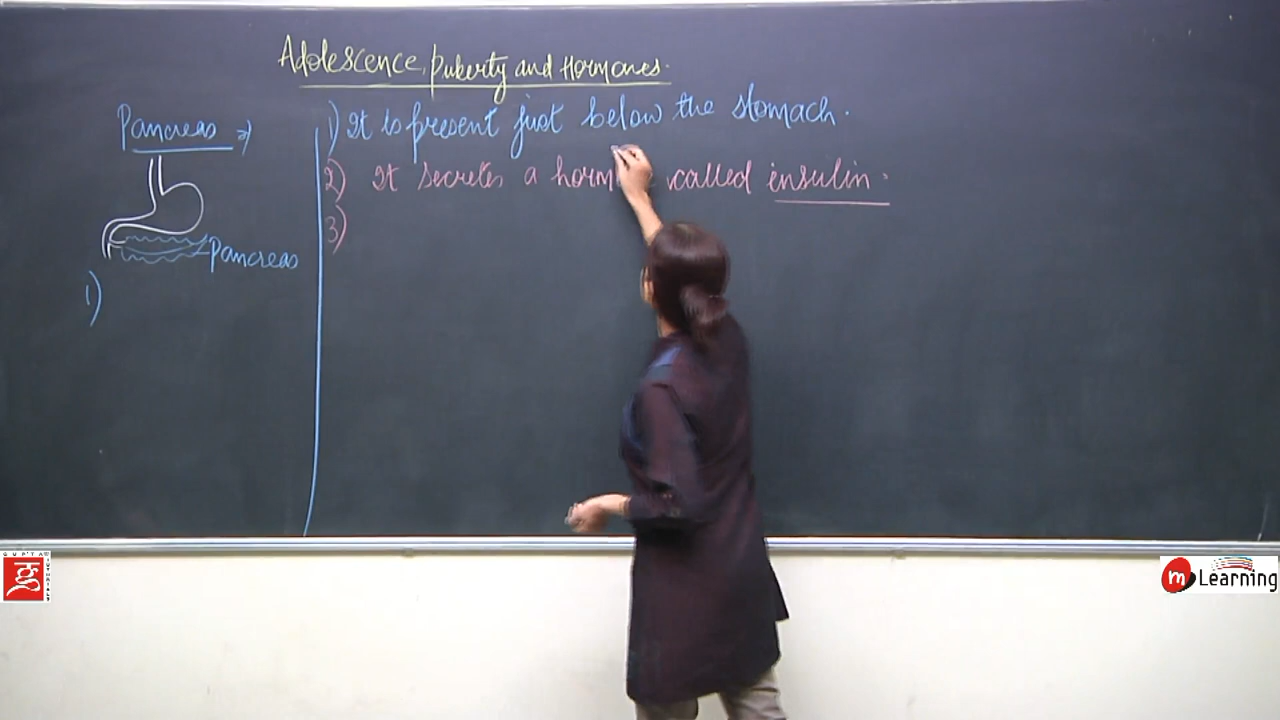 Adolescence, puberty and Hormones.
Pancreas
1) It is present just below the stomach.
2) It secretes a horm called insulin.
3)
Pancreas
1)
GUPTA
m Learning